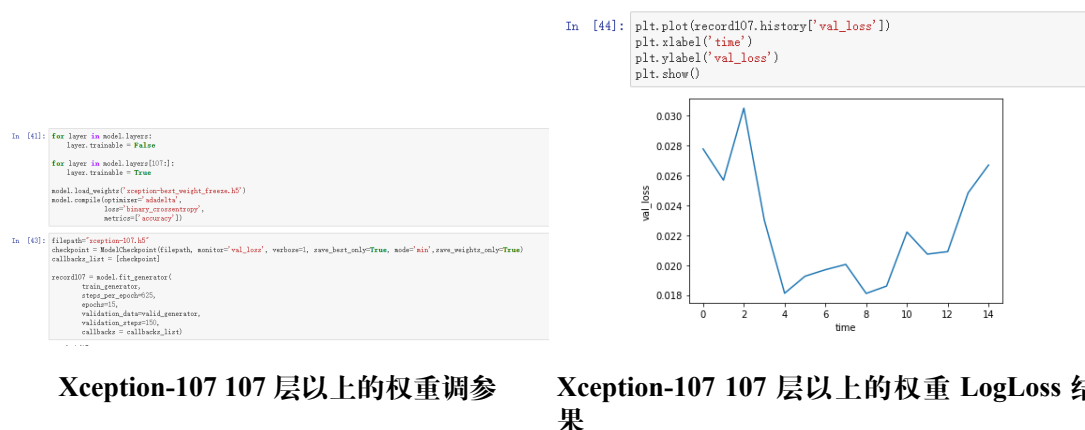 In [41]: for layer in model.layers:
layer.trainable = False
for layer in model.layers[107:]:
layer.trainable = True
model.load_weights('xception-best_weight_freeze.h5')
model.compile(optimizer='adadelta',
loss='binary_crossentropy',
metrics=['accuracy'])
In [43]: filepath="xception-107.h5"
checkpoint = ModelCheckpoint(filepath, monitor='val_loss', verbose=1, save_best_only=True, mode='min',save_weights_only=True)
callbacks_list = [checkpoint]
record107 = model.fit_generator(
train_generator,
steps_per_epoch=625,
epochs=15,
validation_data=valid_generator,
validation_steps=150,
callbacks = callbacks_list)
Xception-107 107 层以上的权重调参
In [44]: plt.plot(record107.history['val_loss'])
plt.xlabel('time')
plt.ylabel('val_loss')
plt.show()
0.030
0.028
0.026
0.024
0.022
0.020
0.018
val_loss
0 2 4 6 8 10 12 14
time
Xception-107 107 层以上的权重 LogLoss 结
果